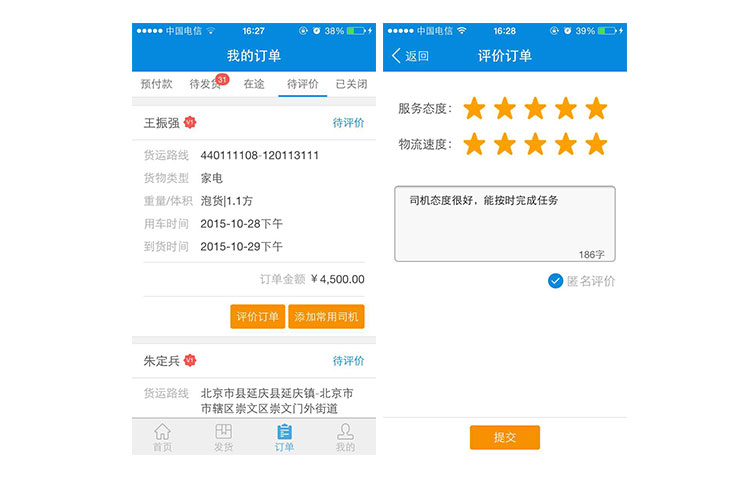 中国电信 16:27 38%
我的订单
预付款 待发货 31 在途 待评价 已关闭
王振强 V1 待评价
货运路线 440111108-120113111
货物类型 家电
重量/体积 泡货|1.1方
用车时间 2015-10-28下午
到货时间 2015-10-29下午
订单金额 ¥4,500.00
评价订单 添加常用司机
朱定兵 V1 待评价
货运路线 北京市县延庆县延庆镇-北京市
市辖区崇文区崇文门外街道
首页 发货 订单 我的
中国电信 16:28 39%
返回 评价订单
服务态度:
物流速度:
司机态度很好，能按时完成任务
186字
匿名评价
提交